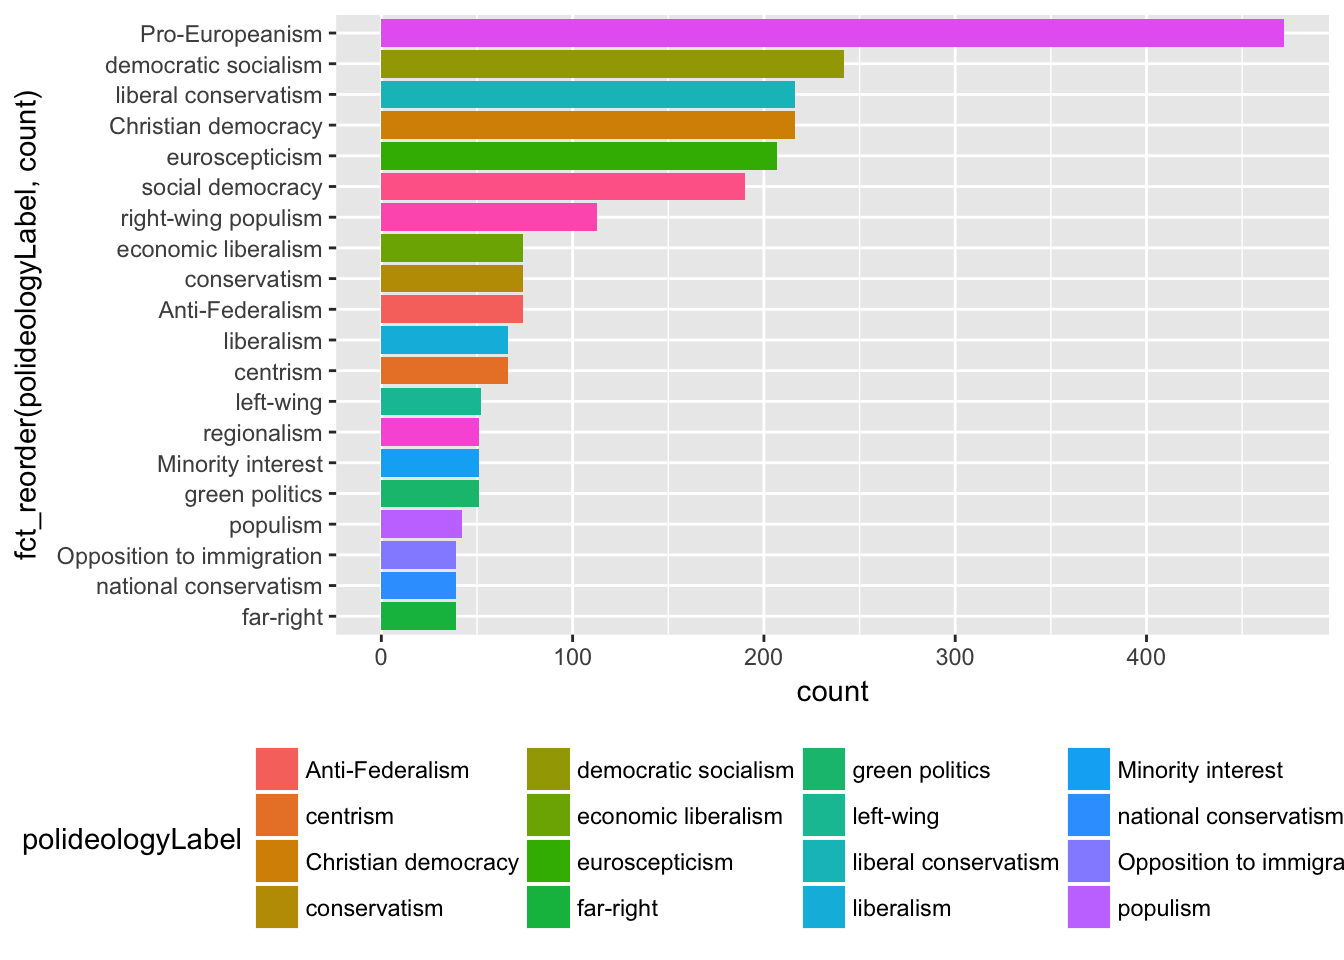 fct_reorder(polideologyLabel, count)
Pro-Europeanism
democratic socialism
liberal conservatism
Christian democracy
euroscepticism
social democracy
right-wing populism
economic liberalism
conservatism
Anti-Federalism
liberalism
centrism
left-wing
regionalism
Minority interest
green politics
populism
Opposition to immigration
national conservatism
far-right
0 100 200 300 400
count
polideologyLabel
Anti-Federalism
centrism
Christian democracy
conservatism
democratic socialism
economic liberalism
euroscepticism
far-right
green politics
left-wing
liberal conservatism
liberalism
Minority interest
national conservatism
Opposition to immigra
populism